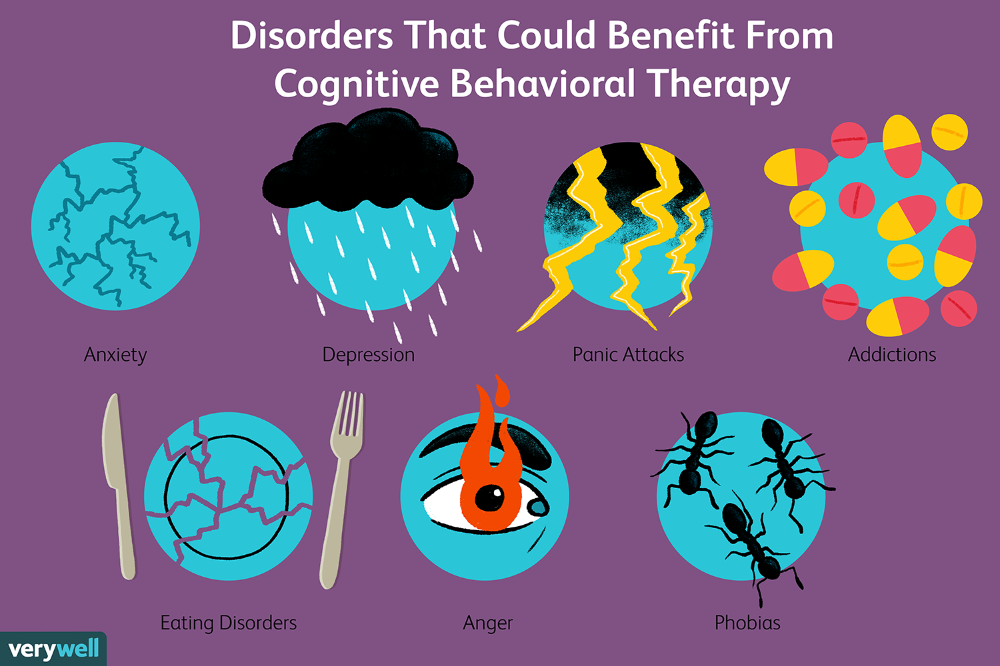 Disorders That Could Benefit From
Cognitive Behavioral Therapy
Anxiety
Depression
Panic Attacks
Addictions
Eating Disorders
Anger
Phobias
verywell